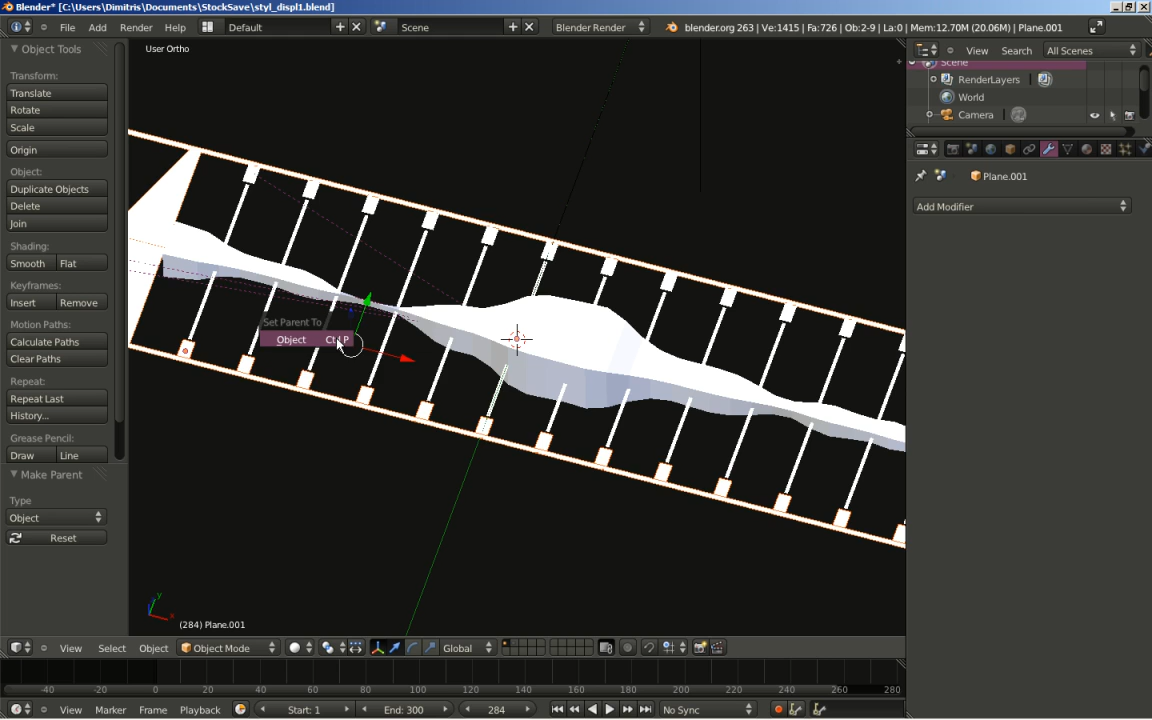 Blender* [C:\Users\Dimitris\Documents\StockSave\styl_displ1.blend]
File Add Render Help Default Scene Blender Render blender.org 263 | Ve:1415 | Fa:726 | Ob:2-9 | La:0 | Mem:12.70M (20.06M) | Plane.001
Object Tools
Transform:
Translate
Rotate
Scale
Origin
Object:
Duplicate Objects
Delete
Join
Shading:
Smooth Flat
Keyframes:
Insert Remove
Motion Paths:
Calculate Paths
Clear Paths
Repeat:
Repeat Last
History...
Grease Pencil:
Draw Line
Make Parent
Type
Object
Reset
User Ortho
Set Parent To
Object
y
x
(284) Plane.001
View Select Object Object Mode Global
View Search All Scenes
Scene
RenderLayers
World
Camera
Plane.001
Add Modifier
-40 -20 0 20 40 60 80 100 120 140 160 180 200 220 240 260 280
View Marker Frame Playback Start: 1 End: 300 284 No Sync